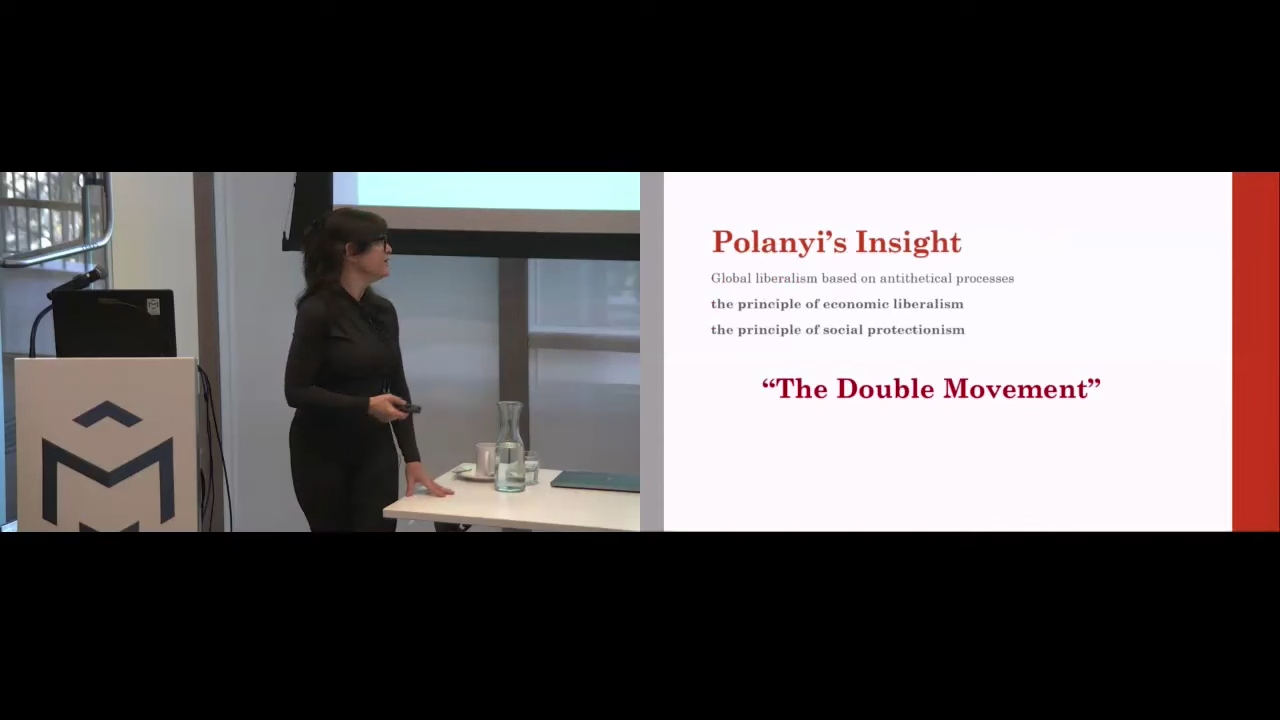 Polanyi’s Insight
Global liberalism based on antithetical processes
the principle of economic liberalism
the principle of social protectionism
“The Double Movement”